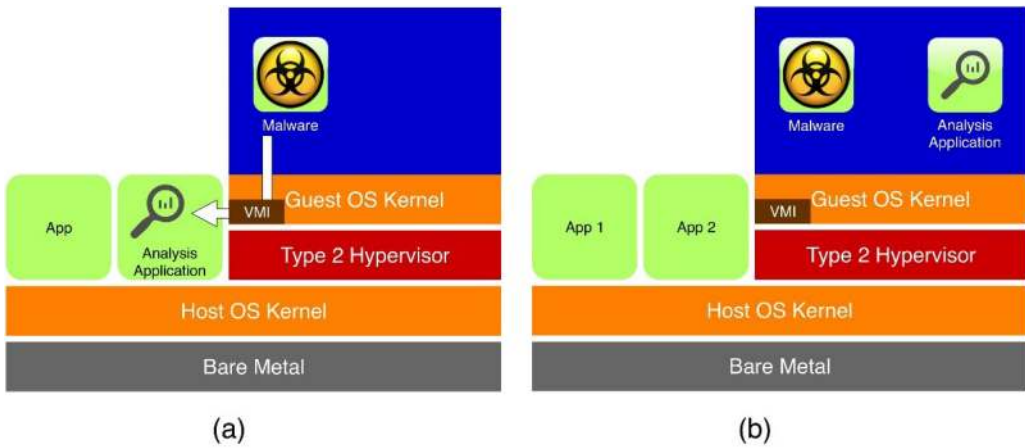 Malware
Guest OS Kernel
VMI
App
Analysis
Application
Type 2 Hypervisor
Host OS Kernel
Bare Metal
(a)
Malware
Analysis
Application
Guest OS Kernel
VMI
App 1
App 2
Type 2 Hypervisor
Host OS Kernel
Bare Metal
(b)